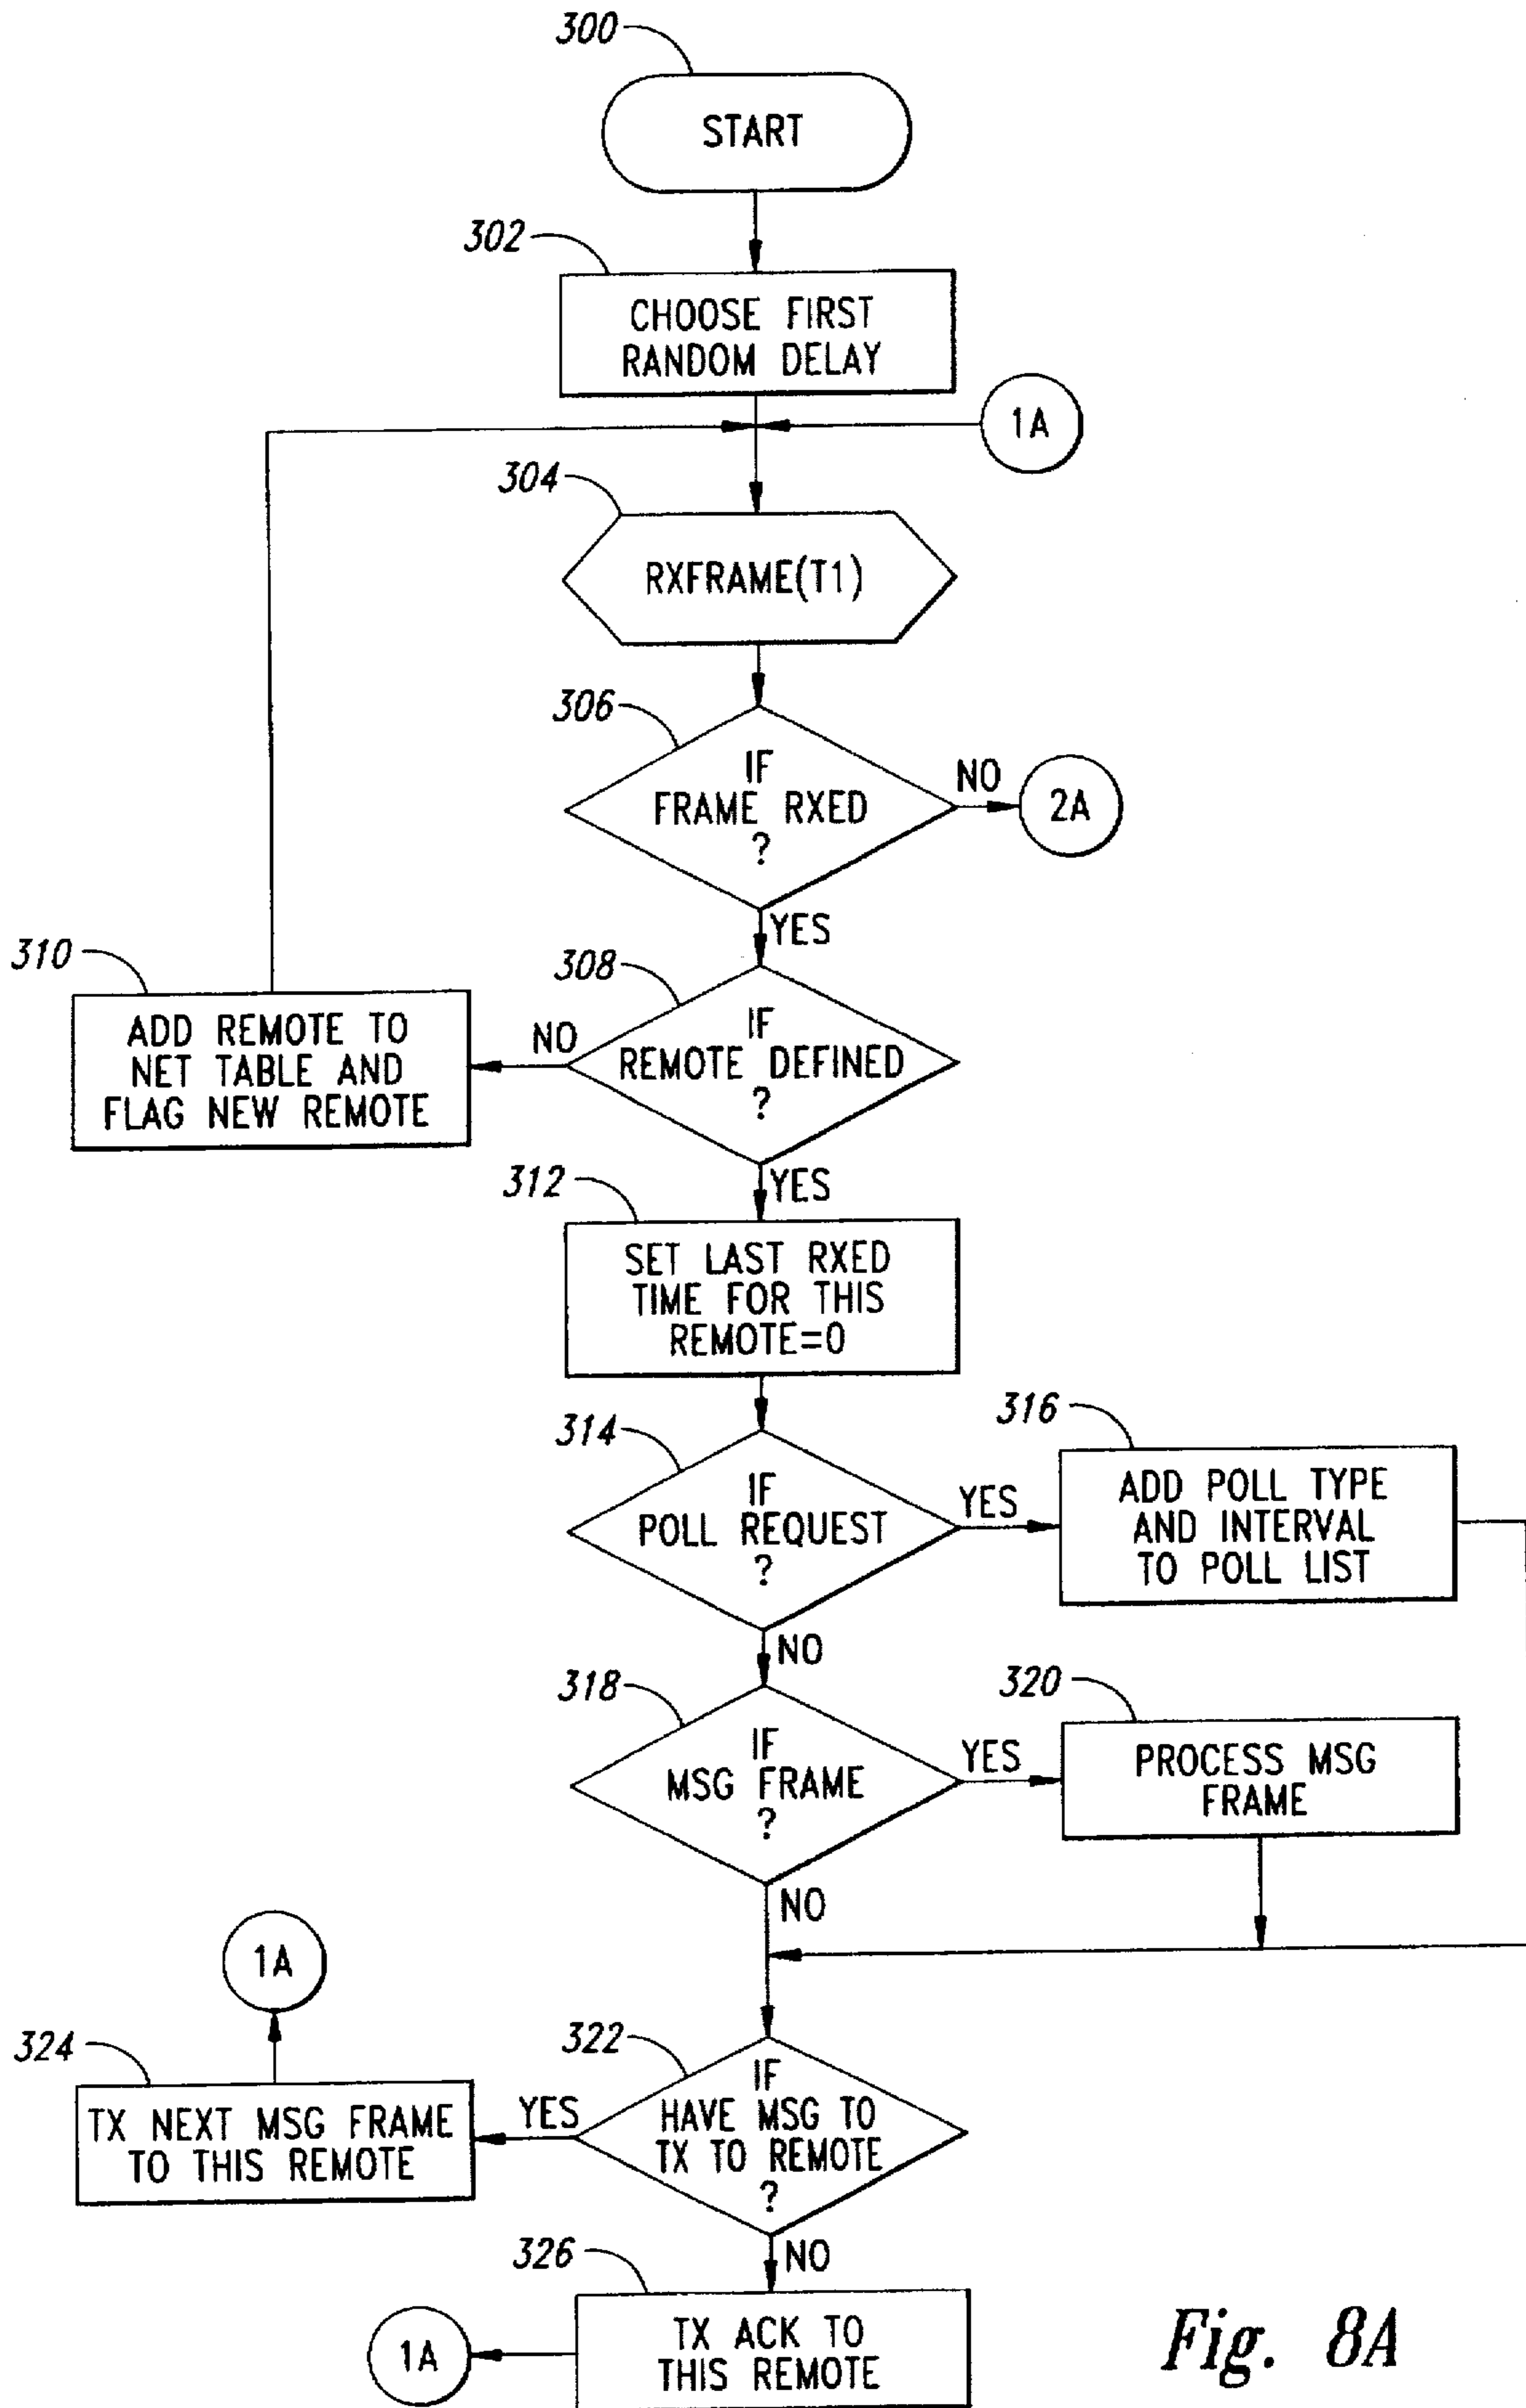 300
START
302
CHOOSE FIRST
RANDOM DELAY
1A
304
RXFRAME(T1)
306
IF
FRAME RXED
?
NO
2A
YES
310
ADD REMOTE TO
NET TABLE AND
FLAG NEW REMOTE
308
IF
REMOTE DEFINED
?
NO
YES
312
SET LAST RXED
TIME FOR THIS
REMOTE=0
314
IF
POLL REQUEST
?
YES
316
ADD POLL TYPE
AND INTERVAL
TO POLL LIST
NO
318
IF
MSG FRAME
?
YES
320
PROCESS MSG
FRAME
NO
1A
324
TX NEXT MSG FRAME
TO THIS REMOTE
322
IF
HAVE MSG TO
TX TO REMOTE
?
YES
NO
326
TX ACK TO
THIS REMOTE
1A
Fig. 8A